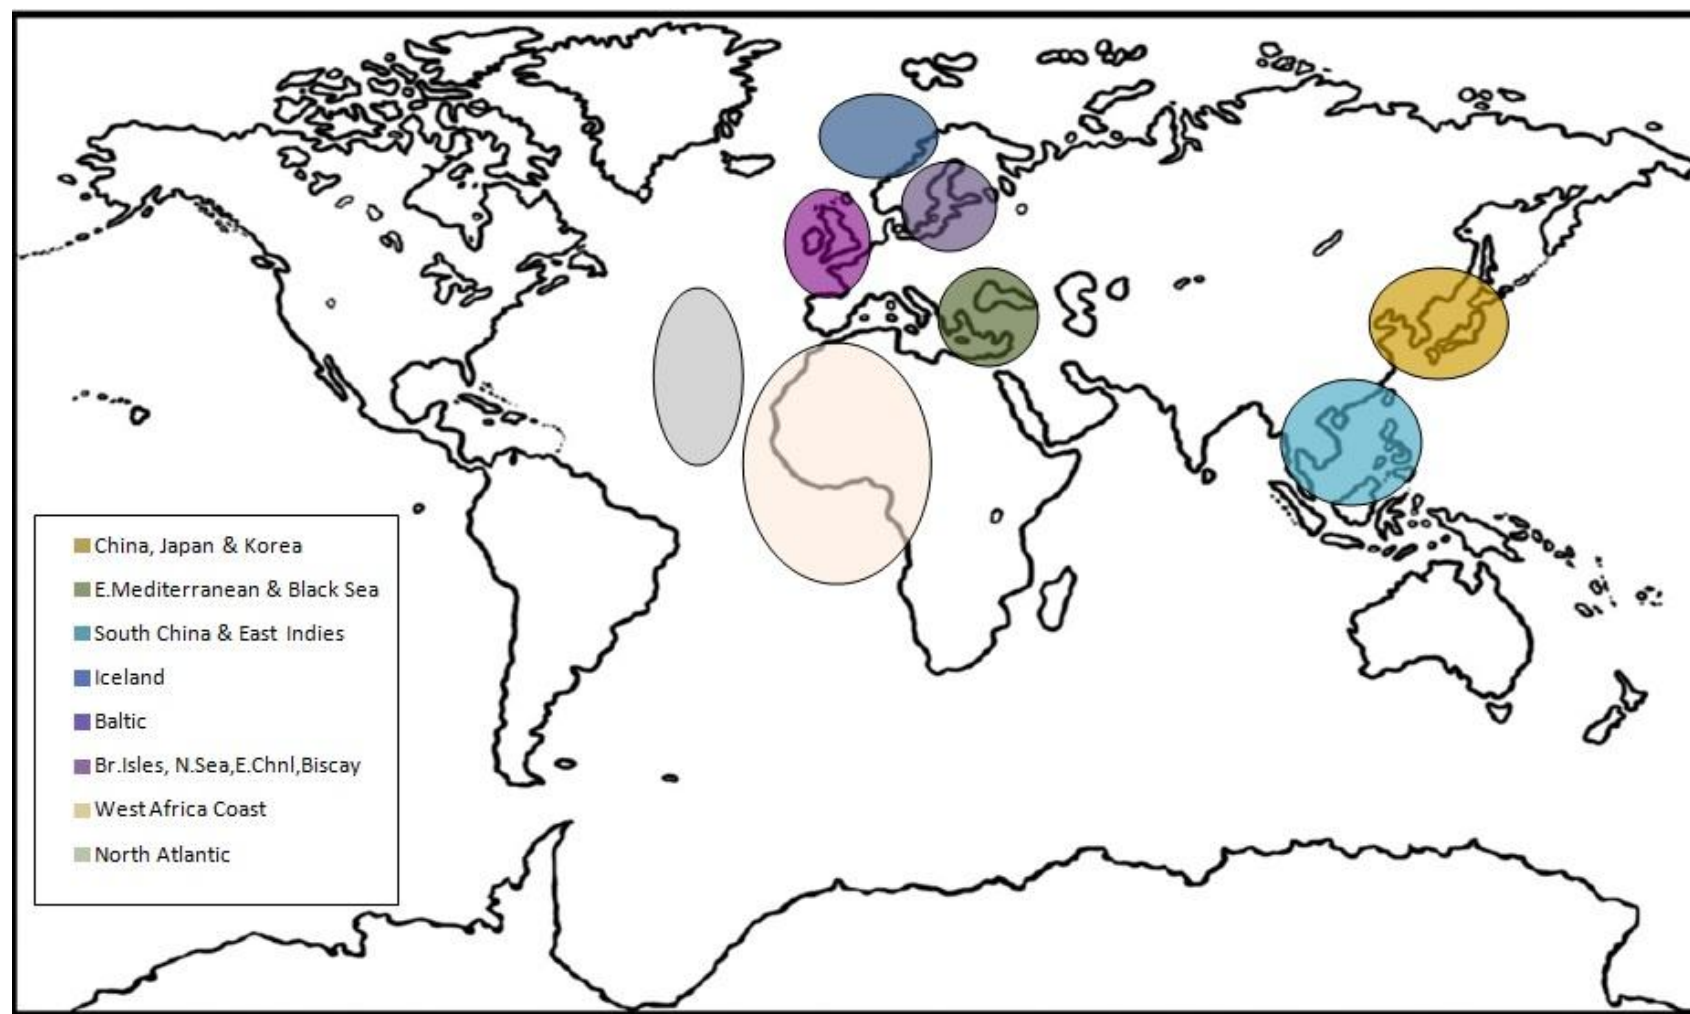 China, Japan & Korea
E.Mediterranean & Black Sea
South China & East Indies
Iceland
Baltic
Br.Isles, N.Sea,E.Chnl,Biscay
West Africa Coast
North Atlantic